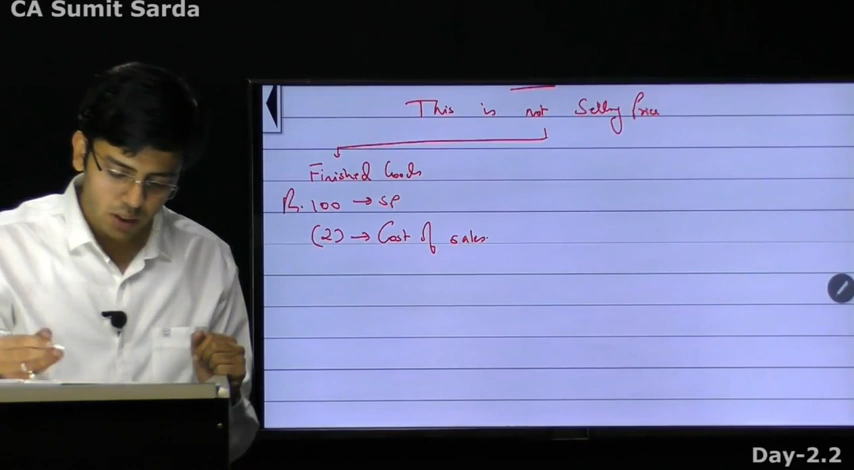 CA Sumit Sarda
This is not Selling Price
Finished Goods
Rs. 100 → SP
(2) → Cost of sales.
Day-2.2